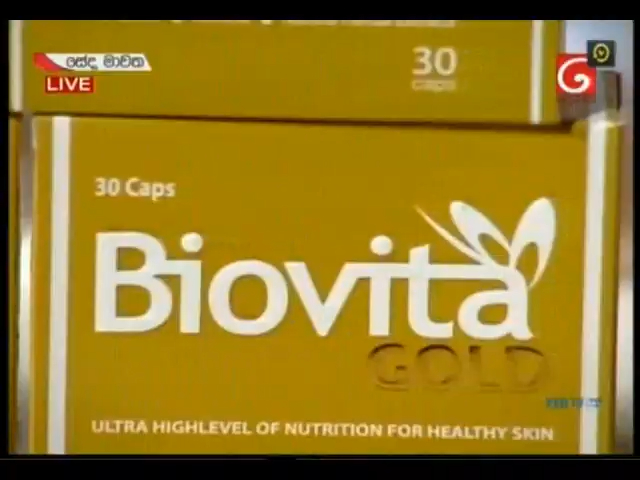 සේද මාවත
LIVE
30
caps
30 Caps
Biovita
GOLD
ULTRA HIGHLEVEL OF NUTRITION FOR HEALTHY SKIN